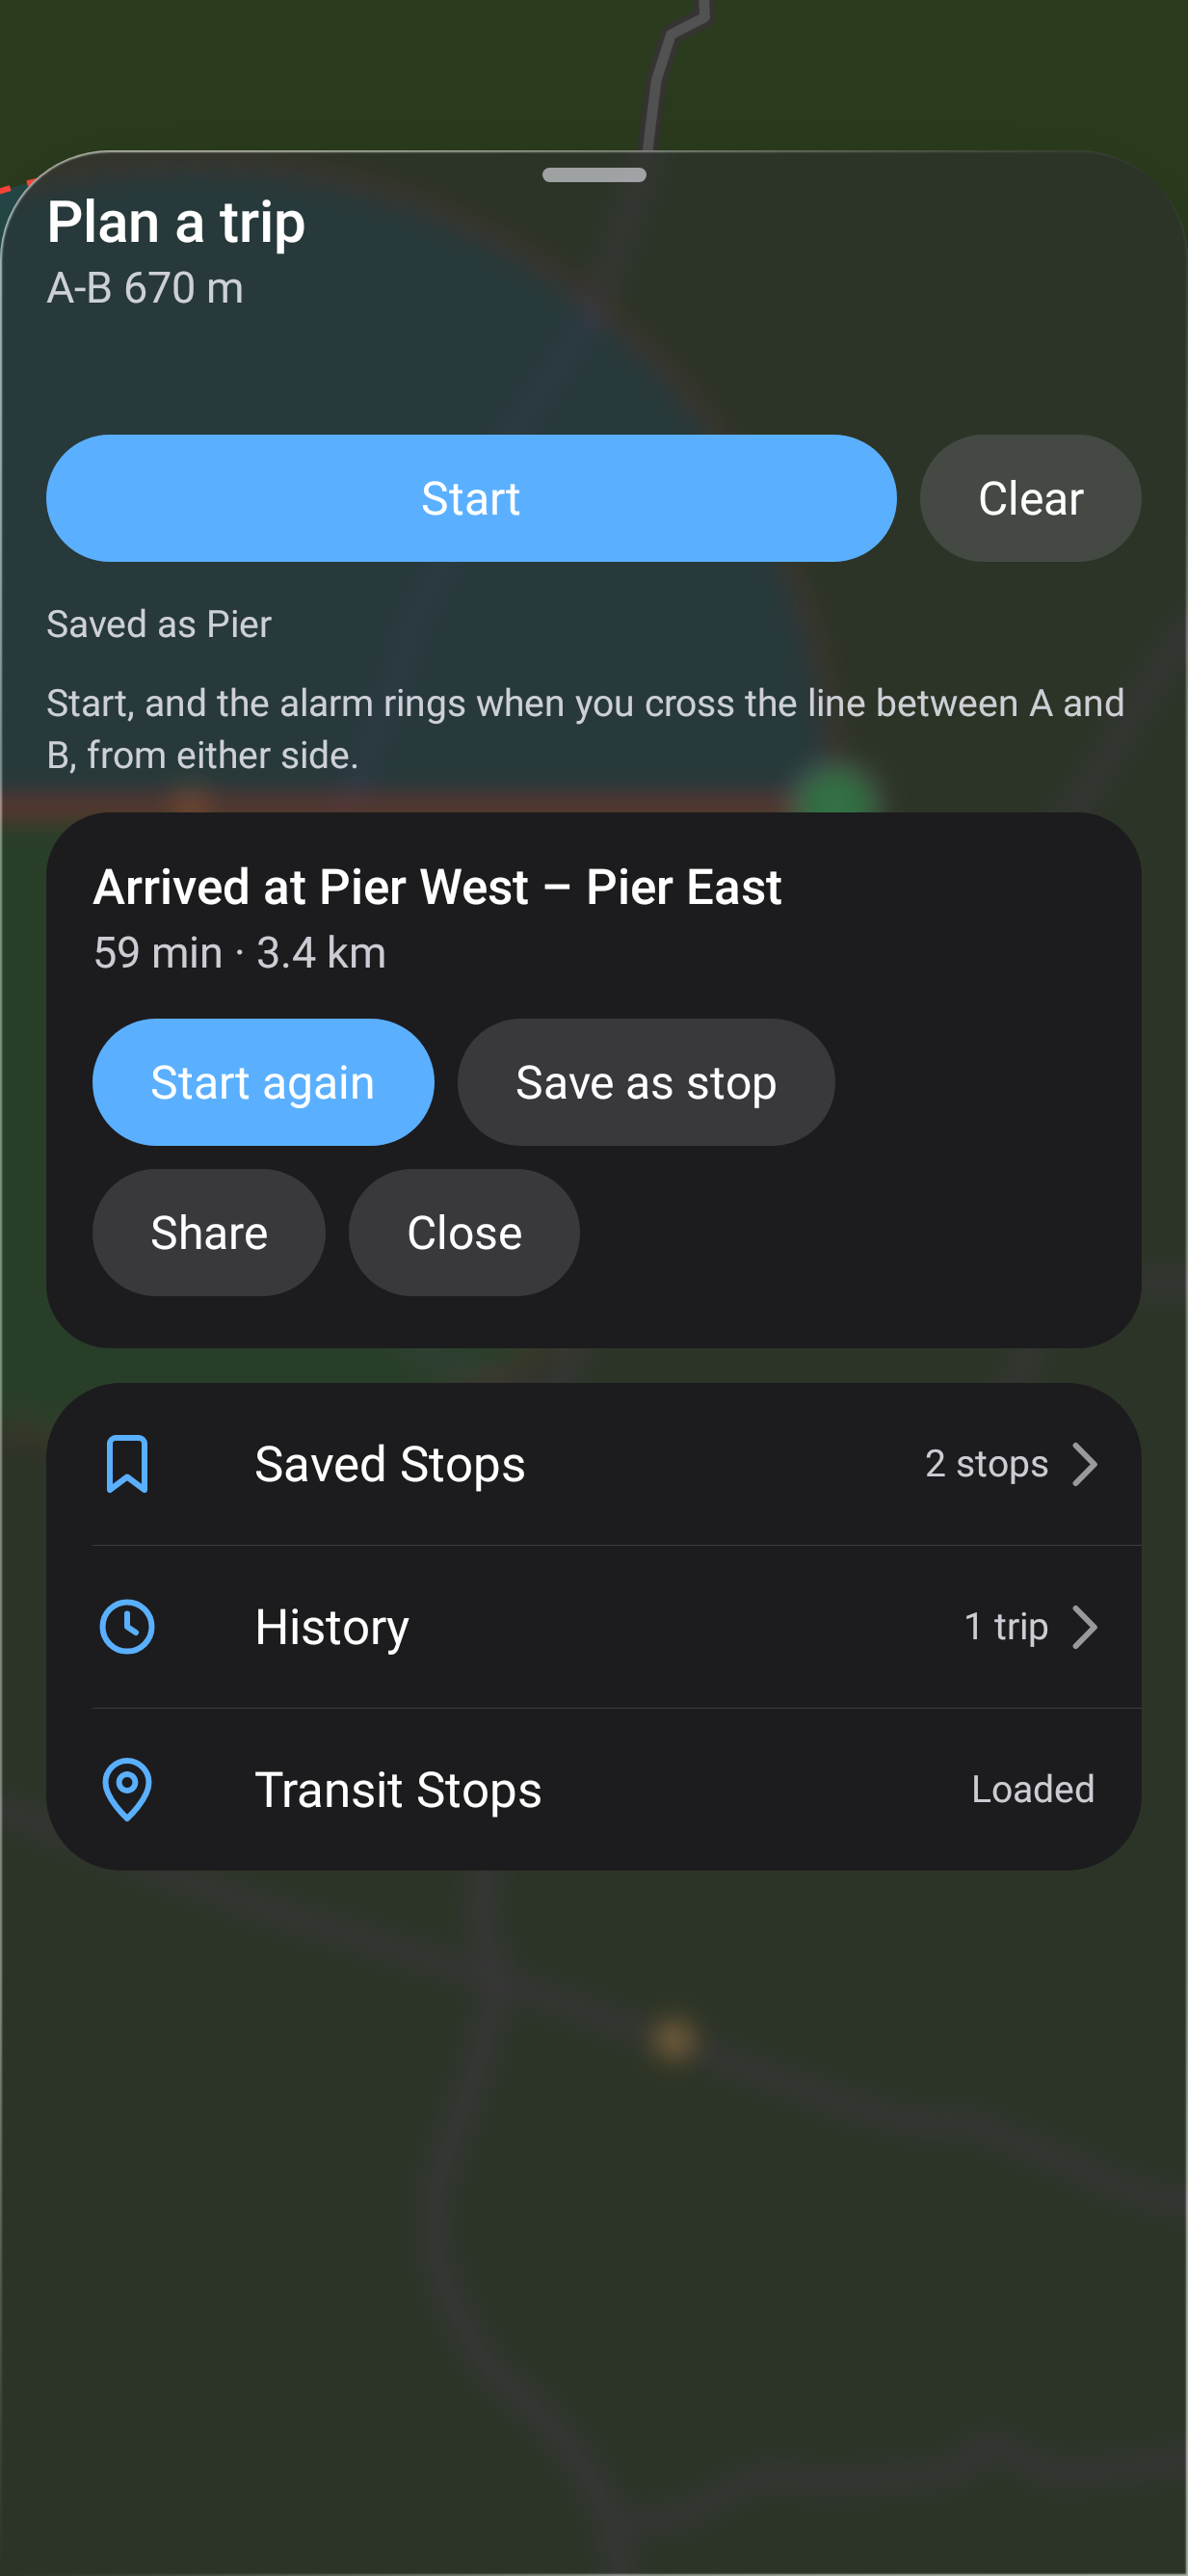 Plan a trip
A-B 670 m
Start
Clear
Saved as Pier
Start, and the alarm rings when you cross the line between A and
B, from either side.
Arrived at Pier West – Pier East
59 min · 3.4 km
Start again
Save as stop
Share
Close
Saved Stops
2 stops
History
1 trip
Transit Stops
Loaded